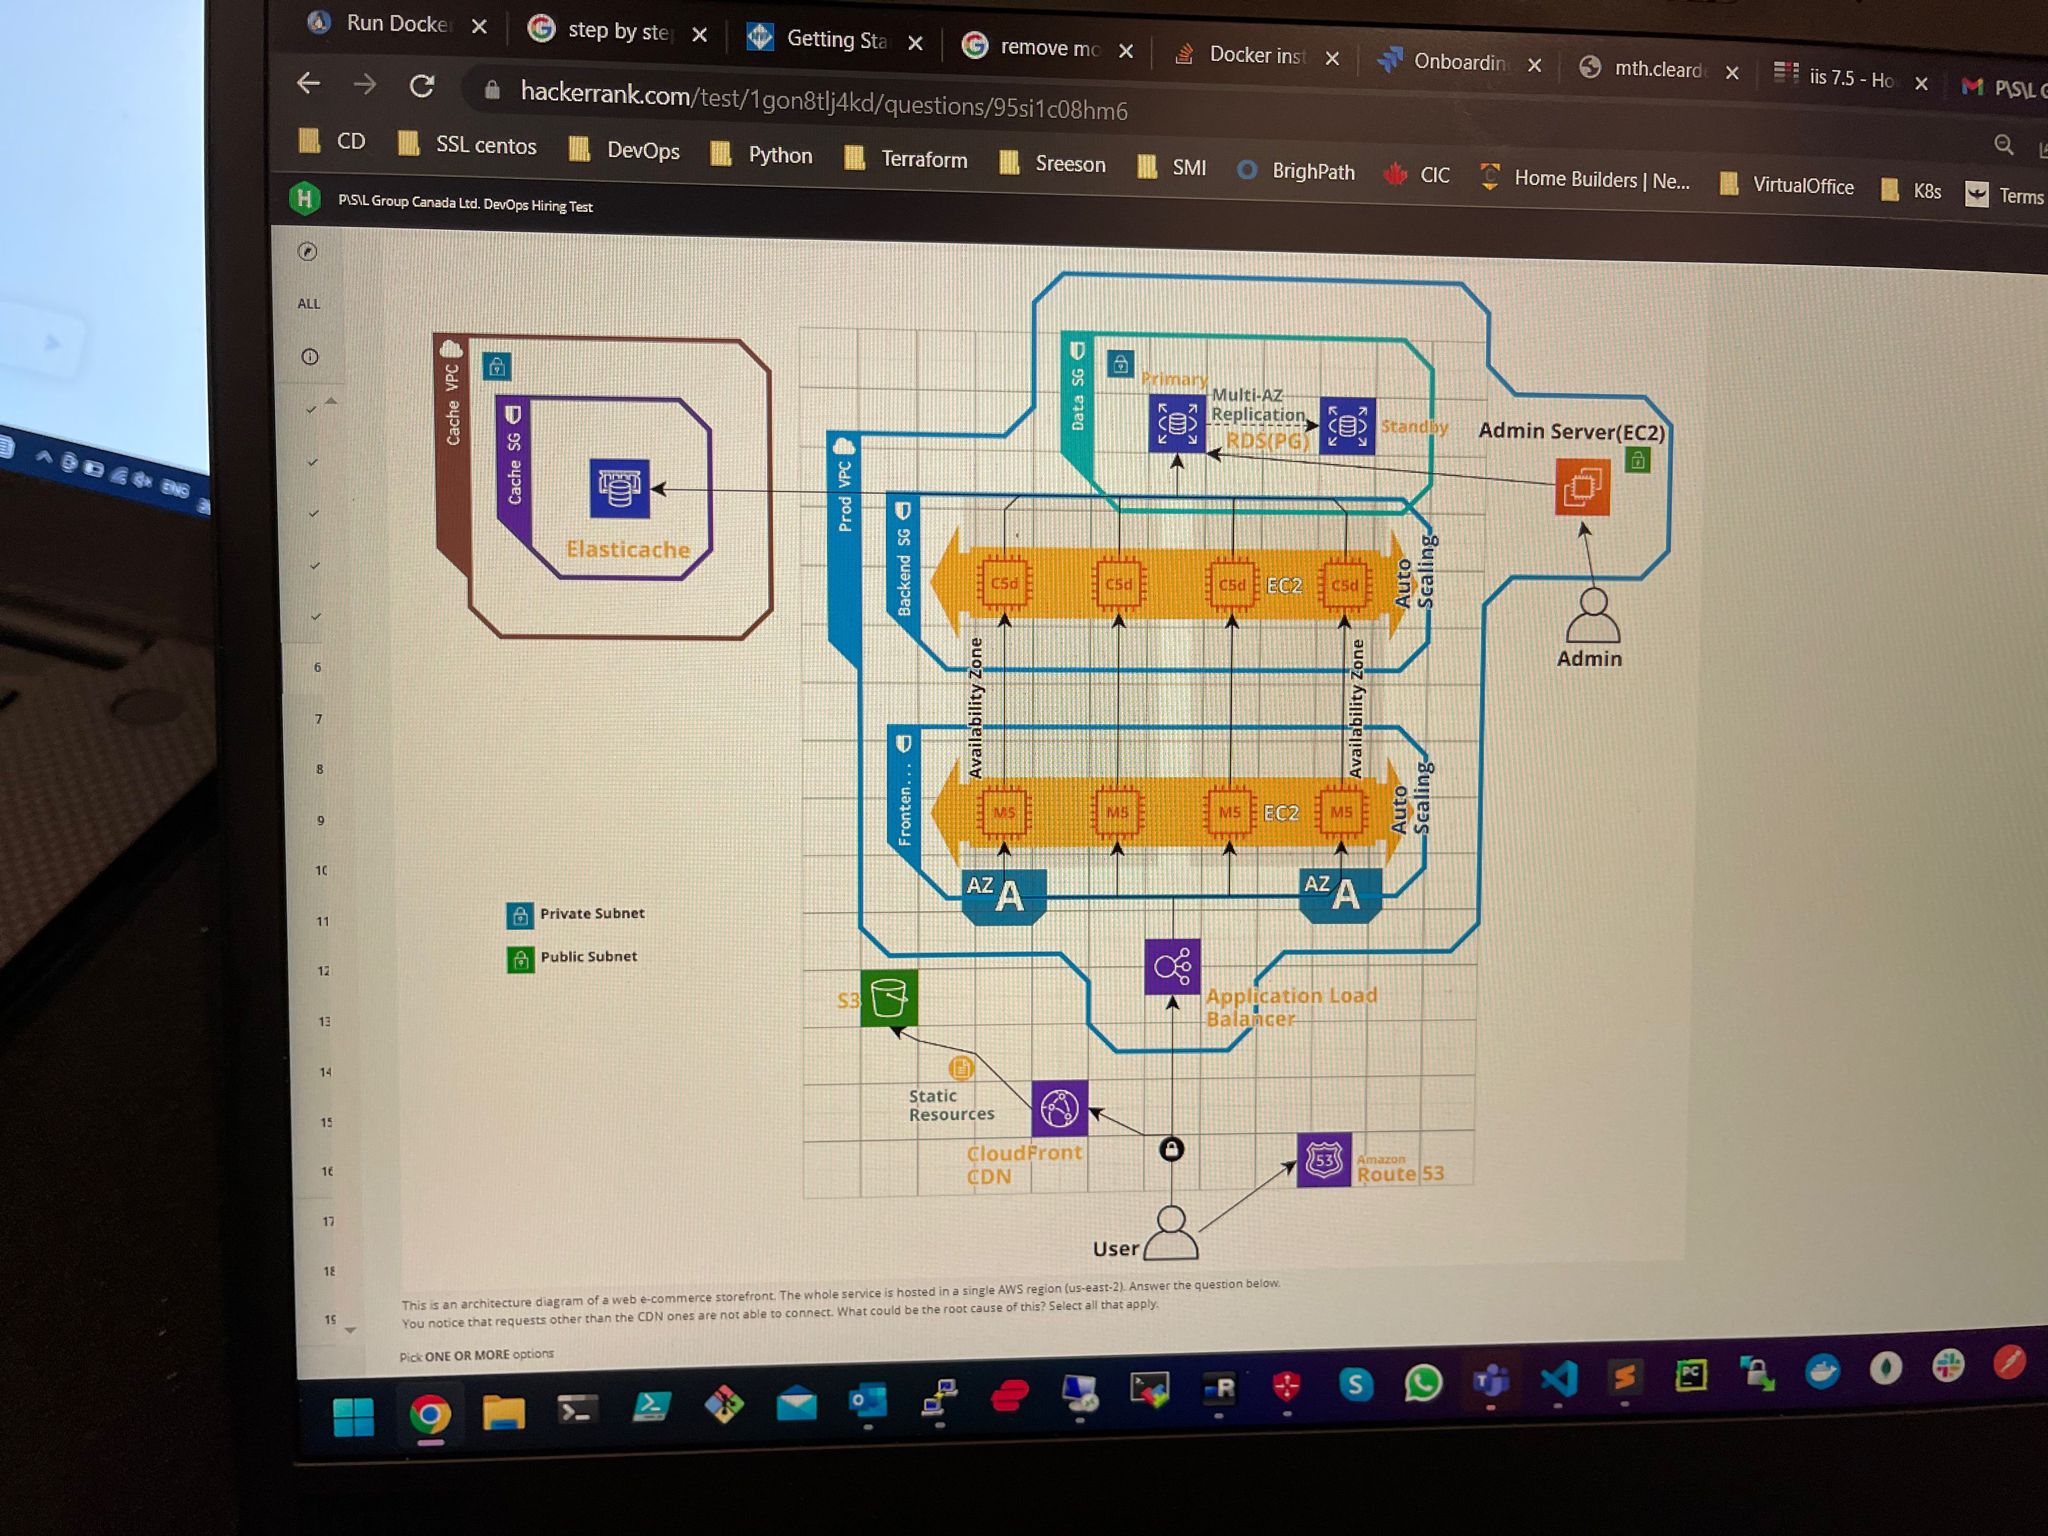 Run Docke
step by ste
Getting Sta
remove mo
Docker inst
Onboardin
mth.cleard
iis 7.5 - Ho
P\S\L G
hackerrank.com/test/1gon8tlj4kd/questions/95si1c08hm6
CD
SSL centos
DevOps
Python
Terraform
Sreeson
SMI
BrighPath
CIC
Home Builders | Ne...
VirtualOffice
K8s
Terms
H
P\S\L Group Canada Ltd. DevOps Hiring Test
ALL
6
7
8
9
10
11
12
13
14
15
16
17
18
19
Cache VPC
Cache SG
Elasticache
Prod VPC
Data SG
Primary
Multi-AZ
Replication
RDS(PG)
Standby
Admin Server(EC2)
Admin
Backend SG
C5d
C5d
C5d
EC2
C5d
Auto
Scaling
Availability Zone
Availability Zone
Fronten...
M5
M5
M5
EC2
M5
Auto
Scaling
AZ A
AZ A
Private Subnet
Public Subnet
S3
Application Load
Balancer
Static
Resources
CloudFront
CDN
53
Amazon
Route 53
User
This is an architecture diagram of a web e-commerce storefront. The whole service is hosted in a single AWS region (us-east-2). Answer the question below.
You notice that requests other than the CDN ones are not able to connect. What could be the root cause of this? Select all that apply.
Pick ONE OR MORE options
ENG
R
S
PC